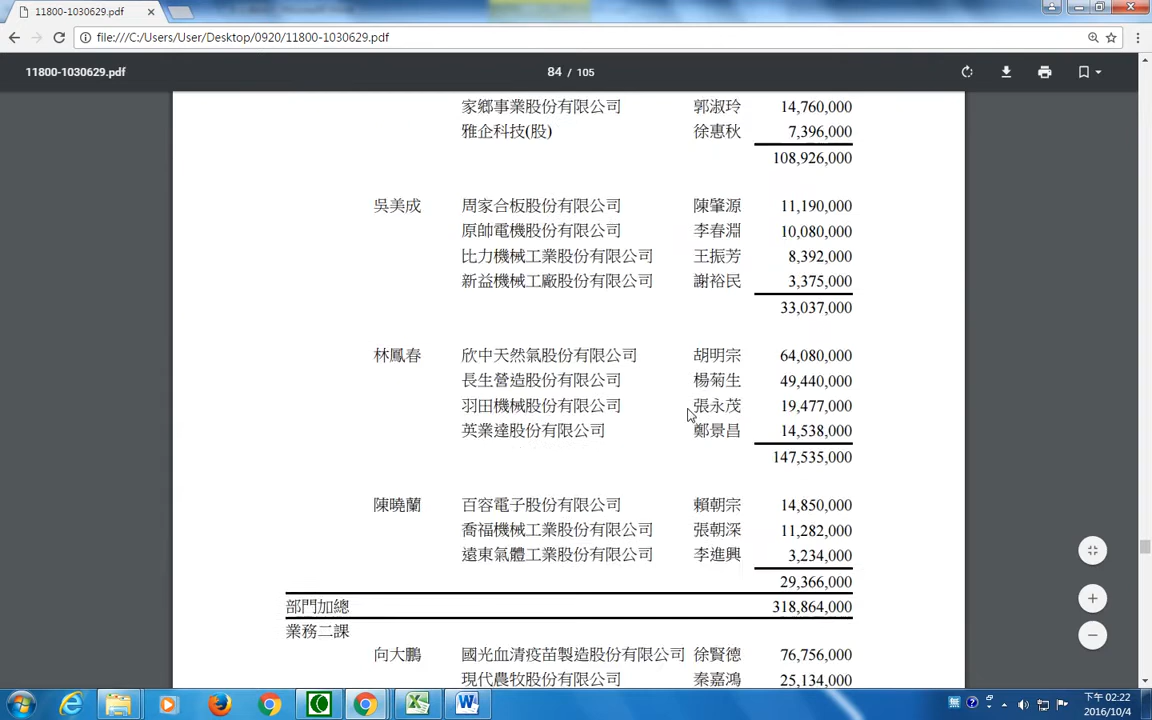 11800-1030629.pdf
file:///C:/Users/User/Desktop/0920/11800-1030629.pdf
11800-1030629.pdf 84 / 105
家鄉事業股份有限公司 郭淑玲 14,760,000
雅企科技(股) 徐惠秋 7,396,000
108,926,000
吳美成 周家合板股份有限公司 陳肇源 11,190,000
原帥電機股份有限公司 李春淵 10,080,000
比力機械工業股份有限公司 王振芳 8,392,000
新益機械工廠股份有限公司 謝裕民 3,375,000
33,037,000
林鳳春 欣中天然氣股份有限公司 胡明宗 64,080,000
長生營造股份有限公司 楊菊生 49,440,000
羽田機械股份有限公司 張永茂 19,477,000
英業達股份有限公司 鄭景昌 14,538,000
147,535,000
陳曉蘭 百容電子股份有限公司 賴朝宗 14,850,000
喬福機械工業股份有限公司 張朝深 11,282,000
遠東氣體工業股份有限公司 李進興 3,234,000
29,366,000
部門加總 318,864,000
業務二課
向大鵬 國光血清疫苗製造股份有限公司 徐賢德 76,756,000
現代農牧股份有限公司 秦嘉鴻 25,134,000
下午 02:22
2016/10/4